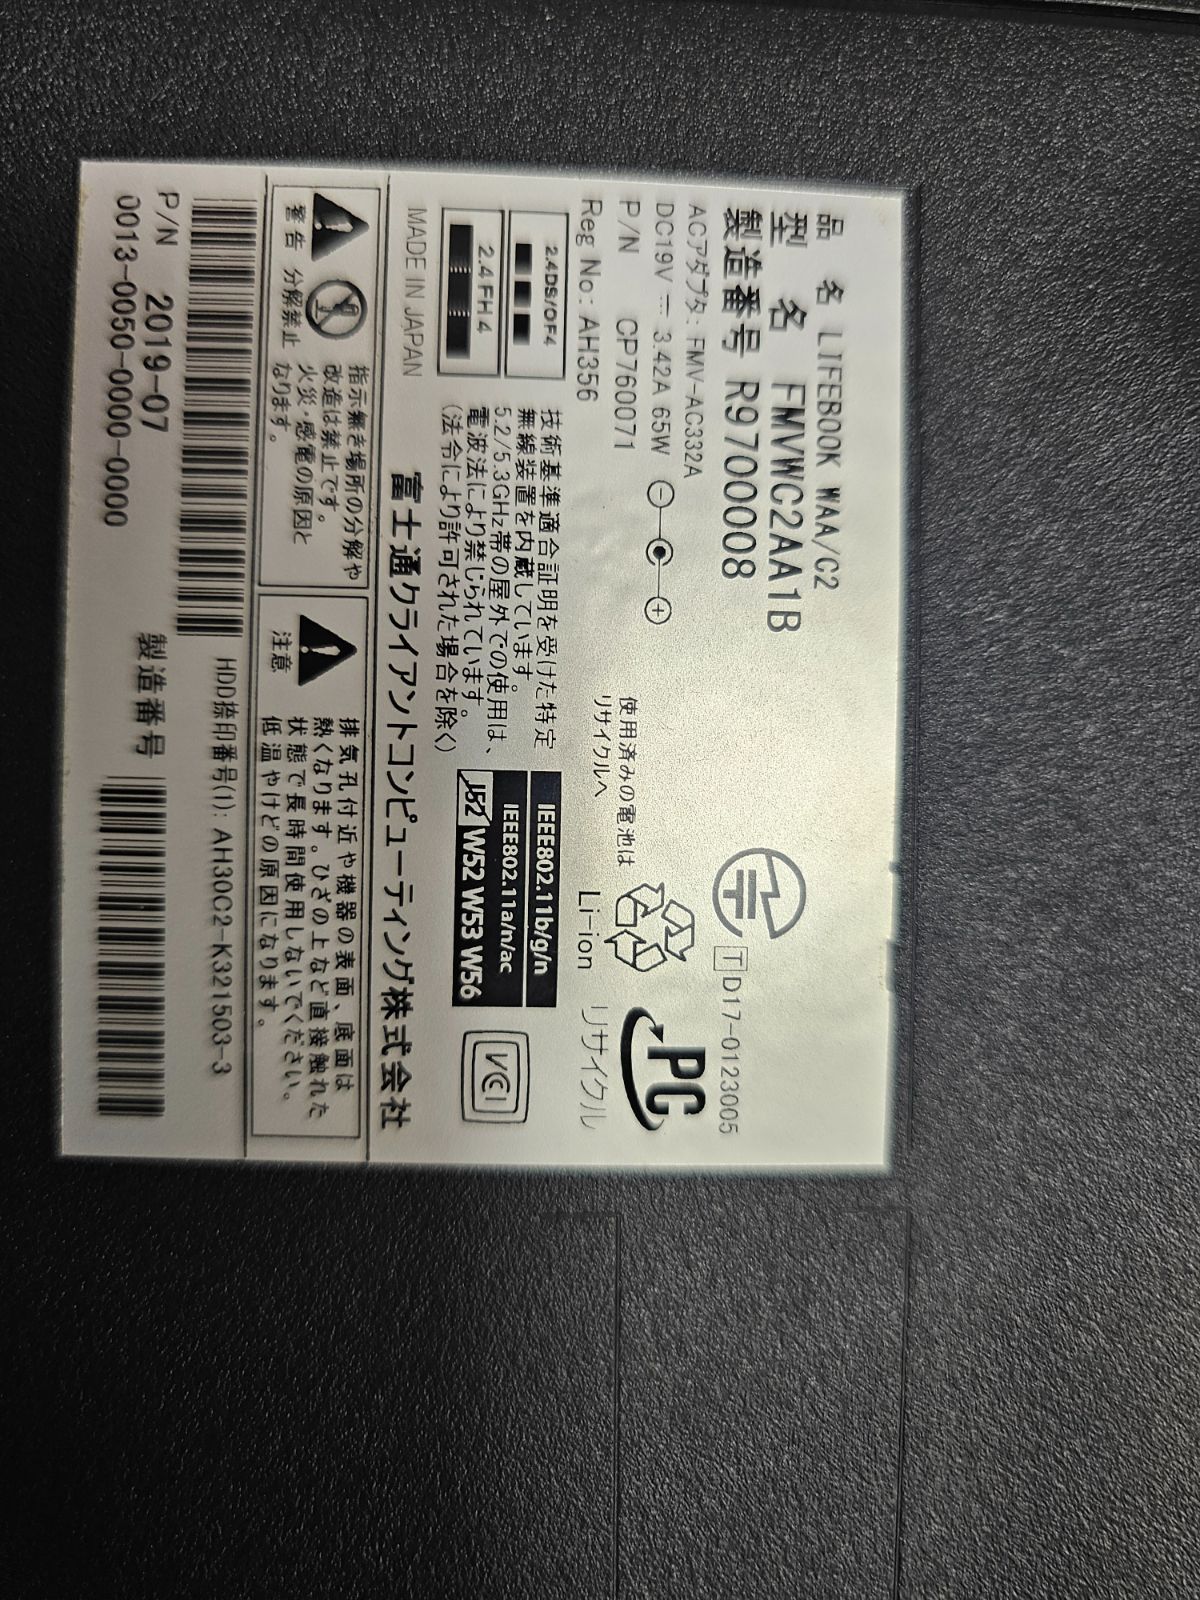 品 名 LIFEBOOK WAA/C2
型 名 FMVWC2AA1B
製造番号 R9700008
ACアダプタ: FMV-AC332A
DC19V ⎓ 3.42A 65W
P/N CP760071
Reg No: AH356
T D17-0123005
PC
リサイクル
使用済みの電池は
リサイクルへ
Li-ion
2.4DS/OF4
2.4FH4
MADE IN JAPAN
技術基準適合証明を受けた特定
無線装置を内蔵しています。
5.2/5.3GHz帯の屋外での使用は、
電波法により禁じられています。
(法令により許可された場合を除く)
IEEE802.11b/g/n
IEEE802.11a/n/ac
J52 W52 W53 W56
VCI
富士通クライアントコンピューティング株式会社
警告 分解禁止
指示無き場所の分解や
改造は禁止です。
火災・感電の原因と
なります。
注意
排気孔付近や機器の表面、底面は
熱くなります。ひざの上など直接触れた
状態で長時間使用しないでください。
低温やけどの原因になります。
HDD捺印番号(1): AH30C2-K321503-3
P/N 2019-07
0013-0050-0000-0000
製造番号